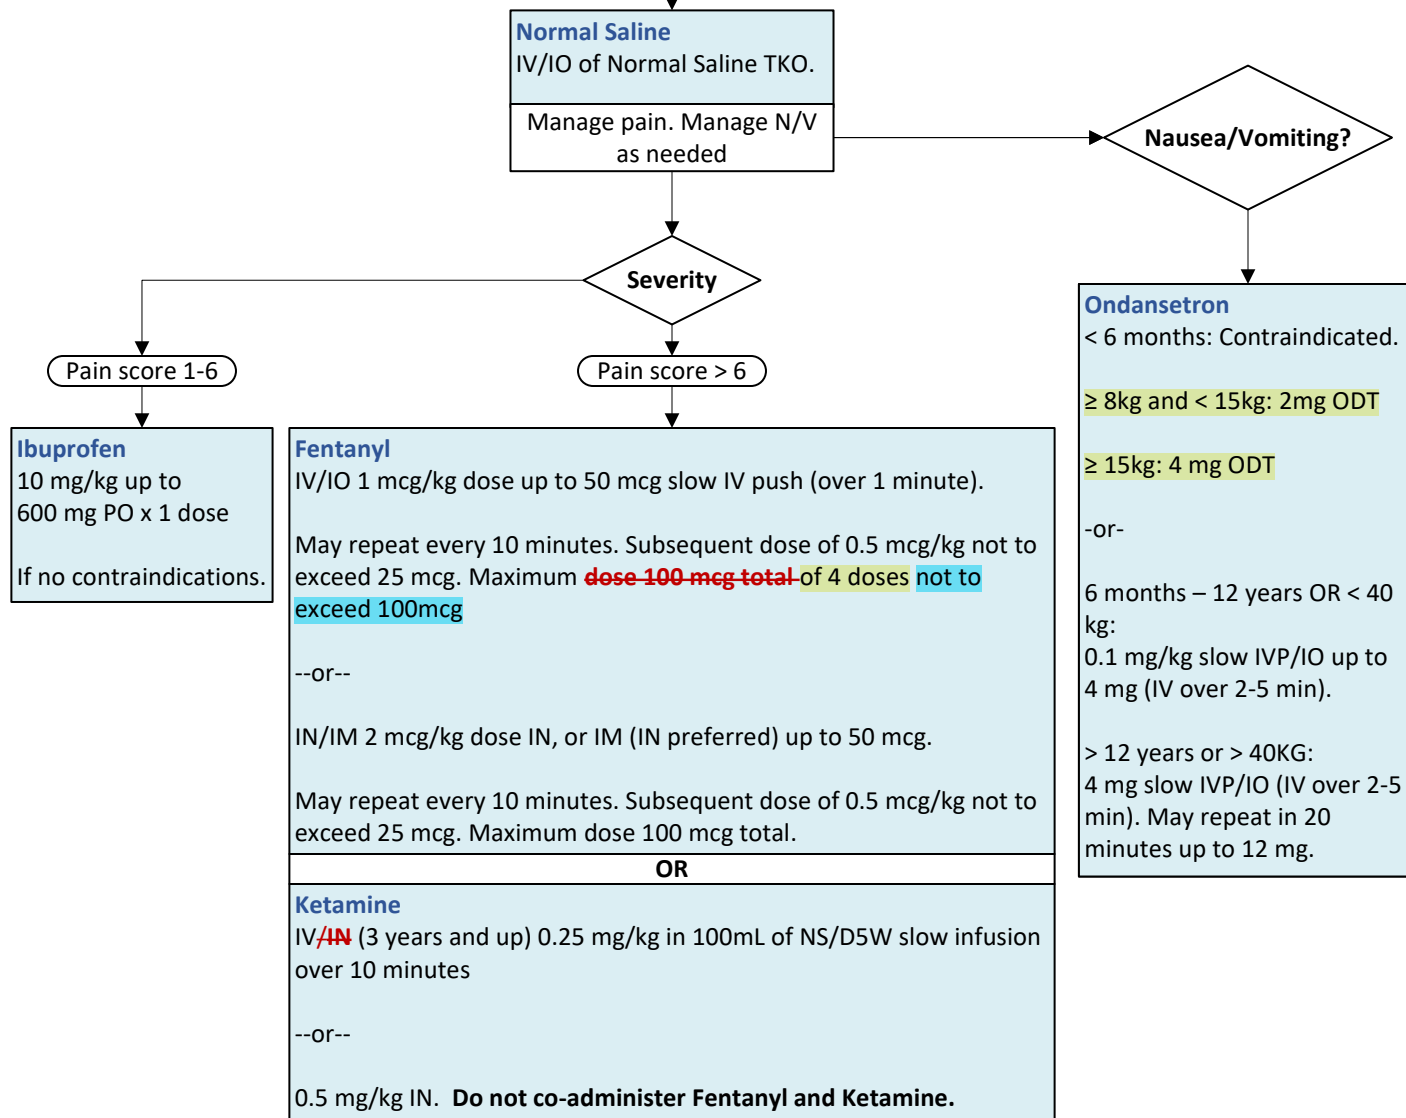 Normal Saline
IV/IO of Normal Saline TKO.
Manage pain. Manage N/V
as needed
Nausea/Vomiting?
Severity
Pain score 1-6
Pain score > 6
Ibuprofen
10 mg/kg up to
600 mg PO x 1 dose
If no contraindications.
Fentanyl
IV/IO 1 mcg/kg dose up to 50 mcg slow IV push (over 1 minute).
May repeat every 10 minutes. Subsequent dose of 0.5 mcg/kg not to
exceed 25 mcg. Maximum dose 100 mcg total of 4 doses not to
exceed 100mcg
--or--
IN/IM 2 mcg/kg dose IN, or IM (IN preferred) up to 50 mcg.
May repeat every 10 minutes. Subsequent dose of 0.5 mcg/kg not to
exceed 25 mcg. Maximum dose 100 mcg total.
OR
Ketamine
IV/IN (3 years and up) 0.25 mg/kg in 100mL of NS/D5W slow infusion
over 10 minutes
--or--
0.5 mg/kg IN.  Do not co-administer Fentanyl and Ketamine.
Ondansetron
< 6 months: Contraindicated.
≥ 8kg and < 15kg: 2mg ODT
≥ 15kg: 4 mg ODT
-or-
6 months – 12 years OR < 40
kg:
0.1 mg/kg slow IVP/IO up to
4 mg (IV over 2-5 min).
> 12 years or > 40KG:
4 mg slow IVP/IO (IV over 2-5
min). May repeat in 20
minutes up to 12 mg.